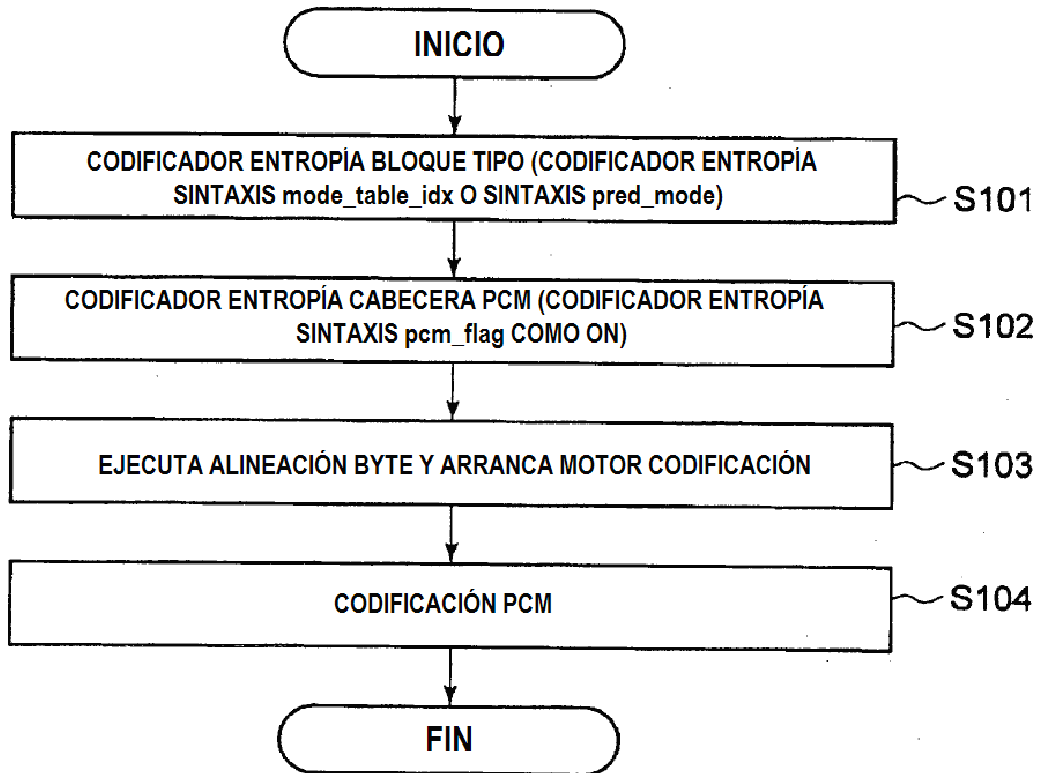 INICIO
CODIFICADOR ENTROPÍA BLOQUE TIPO (CODIFICADOR ENTROPÍA
SINTAXIS mode_table_idx O SINTAXIS pred_mode)
S101
CODIFICADOR ENTROPÍA CABECERA PCM (CODIFICADOR ENTROPÍA
SINTAXIS pcm_flag COMO ON)
S102
EJECUTA ALINEACIÓN BYTE Y ARRANCA MOTOR CODIFICACIÓN
S103
CODIFICACIÓN PCM
S104
FIN